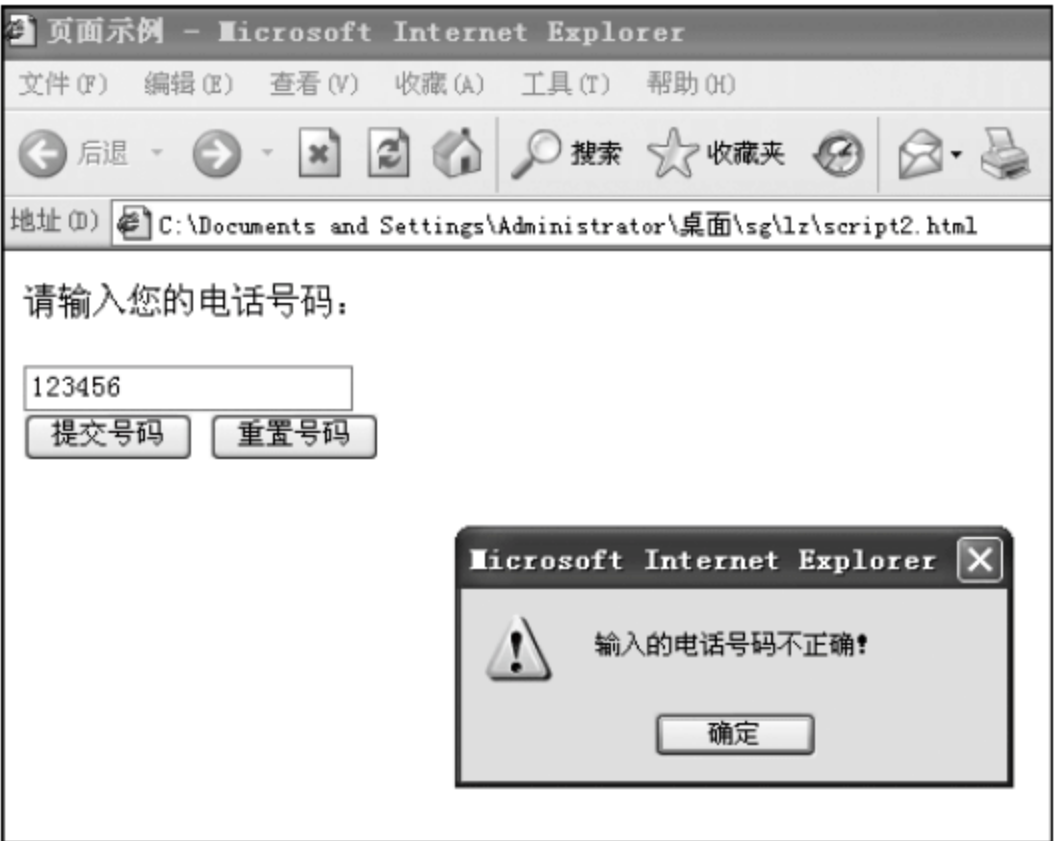 页面示例 - Microsoft Internet Explorer
文件(F) 编辑(E) 查看(V) 收藏(A) 工具(T) 帮助(H)
后退 搜索 收藏夹
地址(D) C:\Documents and Settings\Administrator\桌面\sg\lz\script2.html
请输入您的电话号码：
123456
提交号码 重置号码
Microsoft Internet Explorer
输入的电话号码不正确!
确定